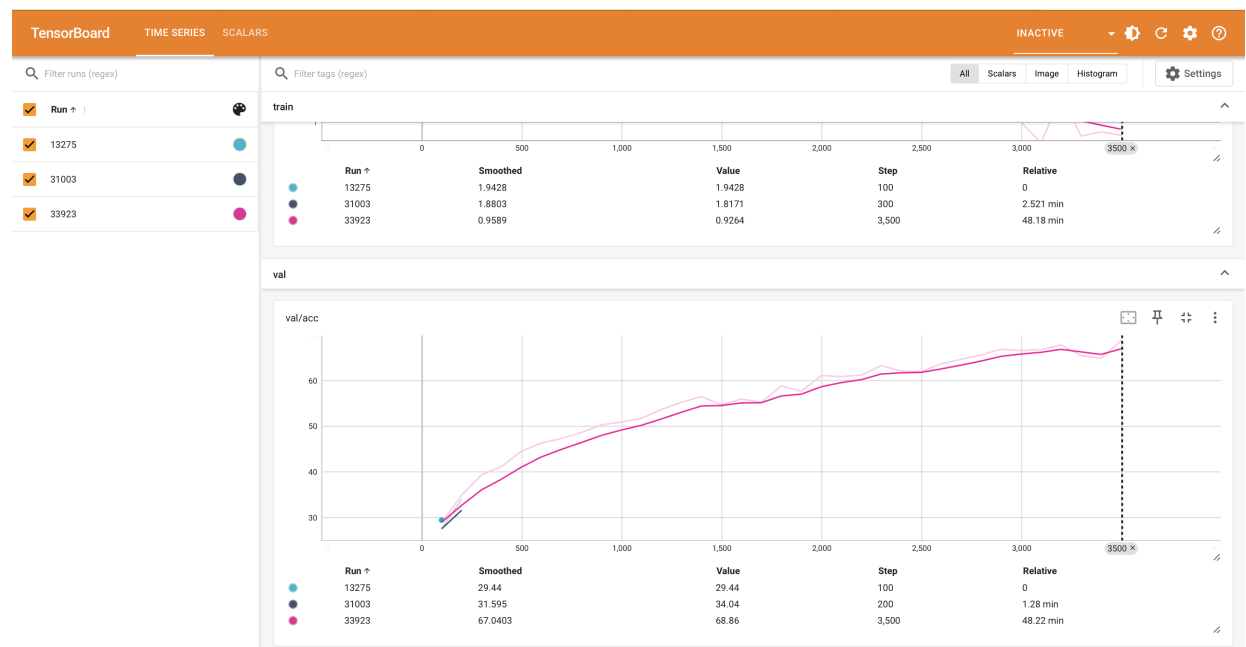 TensorBoard TIME SERIES SCALARS INACTIVE
Filter runs (regex) Filter tags (regex) All Scalars Image Histogram Settings
Run ↑
13275
31003
33923
train
0 500 1,000 1,500 2,000 2,500 3,000 3500 ×
Run ↑ Smoothed Value Step Relative
13275 1.9428 1.9428 100 0
31003 1.8803 1.8171 300 2.521 min
33923 0.9589 0.9264 3,500 48.18 min
val
val/acc
60
50
40
30
0 500 1,000 1,500 2,000 2,500 3,000 3500 ×
Run ↑ Smoothed Value Step Relative
13275 29.44 29.44 100 0
31003 31.595 34.04 200 1.28 min
33923 67.0403 68.86 3,500 48.22 min